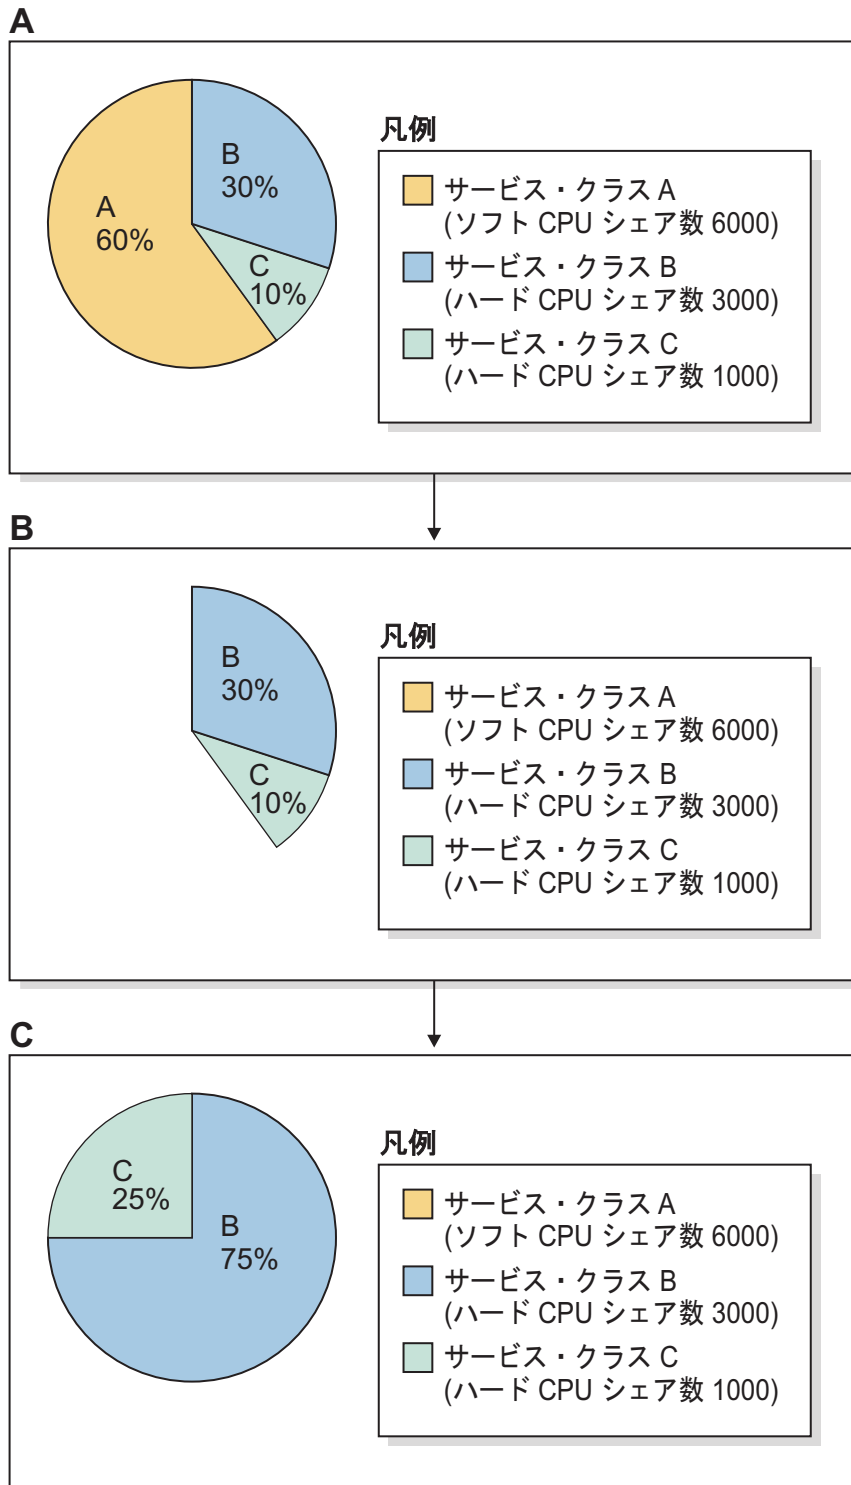 A
B
30%
A
60%
C
10%
凡例
サービス・クラス A
(ソフト CPU シェア数 6000)
サービス・クラス B
(ハード CPU シェア数 3000)
サービス・クラス C
(ハード CPU シェア数 1000)
B
B
30%
C
10%
凡例
サービス・クラス A
(ソフト CPU シェア数 6000)
サービス・クラス B
(ハード CPU シェア数 3000)
サービス・クラス C
(ハード CPU シェア数 1000)
C
C
25%
B
75%
凡例
サービス・クラス A
(ソフト CPU シェア数 6000)
サービス・クラス B
(ハード CPU シェア数 3000)
サービス・クラス C
(ハード CPU シェア数 1000)